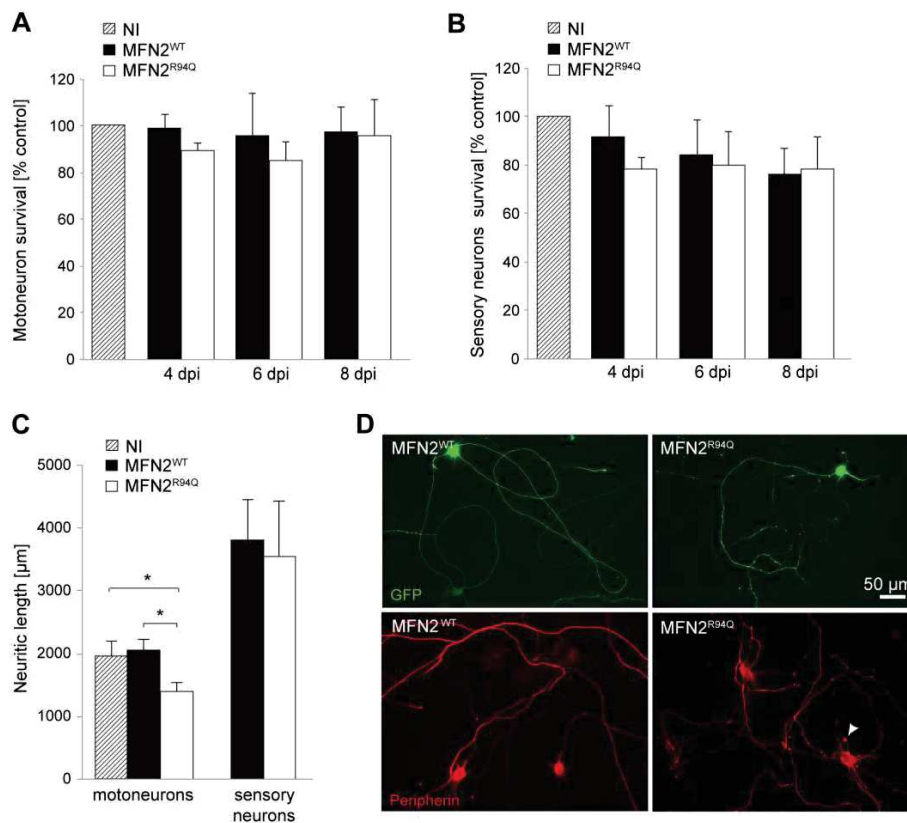 A
NI
MFN2WT
MFN2R94Q
Motoneuron survival [% control]
120
100
80
60
40
20
0
4 dpi 6 dpi 8 dpi
B
NI
MFN2WT
MFN2R94Q
Sensory neurons survival [% control]
120
100
80
60
40
20
0
4 dpi 6 dpi 8 dpi
C
NI
MFN2WT
MFN2R94Q
Neuritic length [µm]
5000
4000
3000
2000
1000
0
*
*
motoneurons
sensory
neurons
D
MFN2WT
GFP
MFN2R94Q
50 µm
MFN2WT
Peripherin
MFN2R94Q